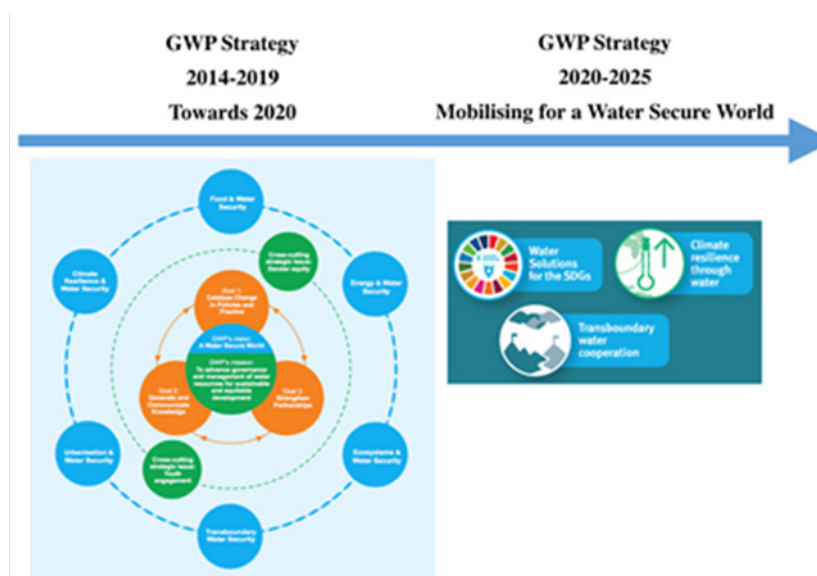 GWP Strategy
2014-2019
Towards 2020
GWP Strategy
2020-2025
Mobilising for a Water Secure World
Food & Water
Security
Climate
Resilience &
Water Security
Cross-cutting
strategic issue:
Gender equity
Energy & Water
Security
Goal 1:
Catalyze Change
in Policies and
Practice
GWP's vision:
A Water Secure World
GWP's mission:
To advance governance
and management of water
resources for sustainable
and equitable
development
Goal 2:
Generate and
Communicate
Knowledge
Goal 3:
Strengthen
Partnerships
Urbanisation &
Water Security
Cross-cutting
strategic issue:
Youth
engagement
Ecosystems &
Water Security
Transboundary
Water Security
Water
Solutions
for the SDGs
Climate
resilience
through
water
Transboundary
water
cooperation